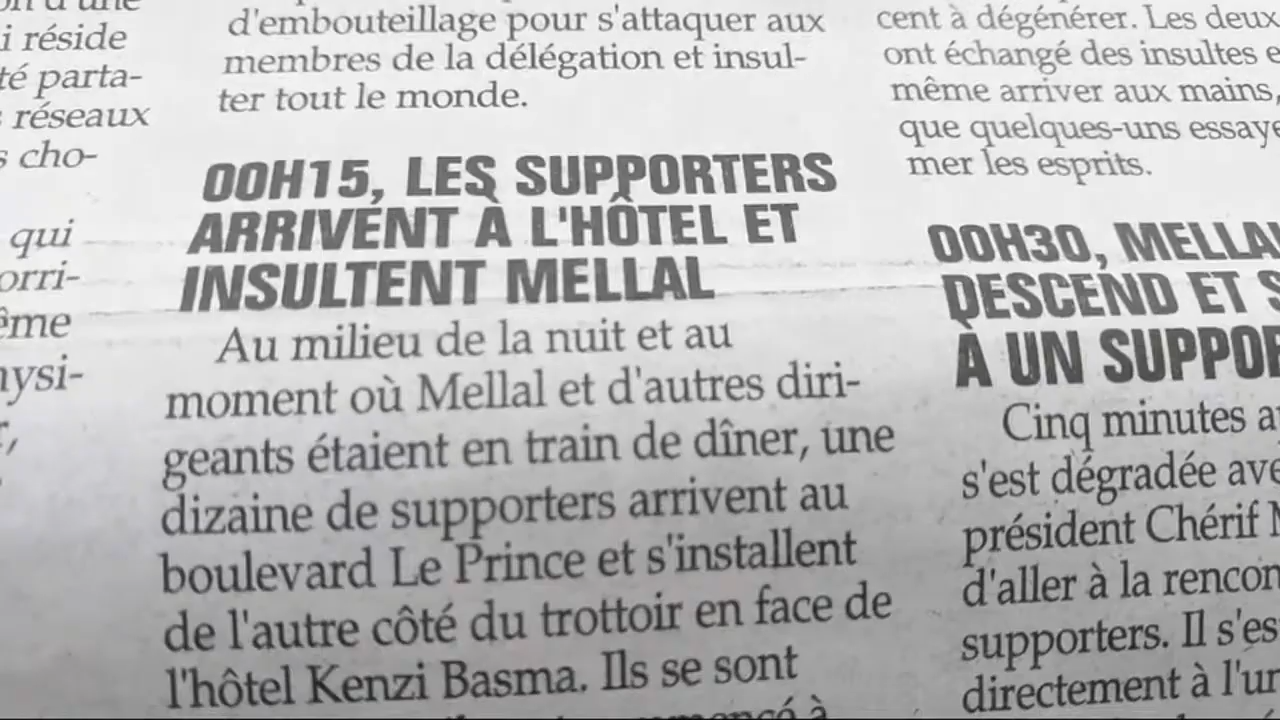 i réside
té parta-
réseaux
s cho-
qui
orri-
ême
ysi-
d'embouteillage pour s'attaquer aux
membres de la délégation et insul-
ter tout le monde.
00H15, LES SUPPORTERS
ARRIVENT À L'HÔTEL ET
INSULTENT MELLAL
Au milieu de la nuit et au
moment où Mellal et d'autres diri-
geants étaient en train de dîner, une
dizaine de supporters arrivent au
boulevard Le Prince et s'installent
de l'autre côté du trottoir en face de
l'hôtel Kenzi Basma. Ils se sont
cent à dégénérer. Les deux
ont échangé des insultes e
même arriver aux mains,
que quelques-uns essaye
mer les esprits.
00H30, MELLAL
DESCEND ET S
À UN SUPPOR
Cinq minutes a
s'est dégradée ave
président Chérif M
d'aller à la rencon
supporters. Il s'es
directement à l'un